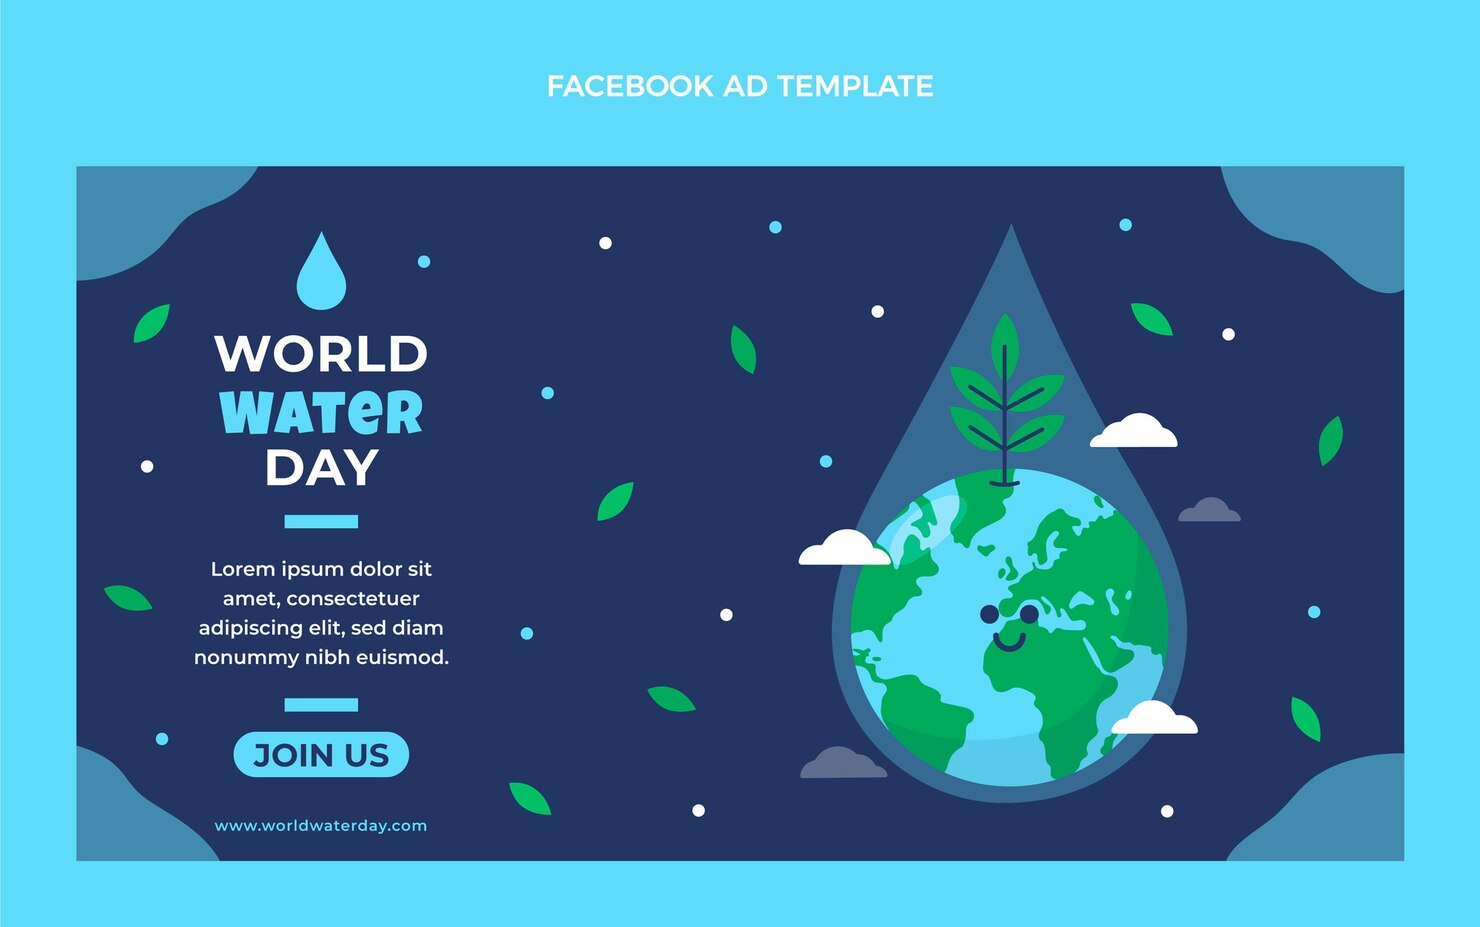 FACEBOOK AD TEMPLATE
WORLD
WATeR
DAY
Lorem ipsum dolor sit
amet, consectetuer
adipiscing elit, sed diam
nonummy nibh euismod.
JOIN US
www.worldwaterday.com